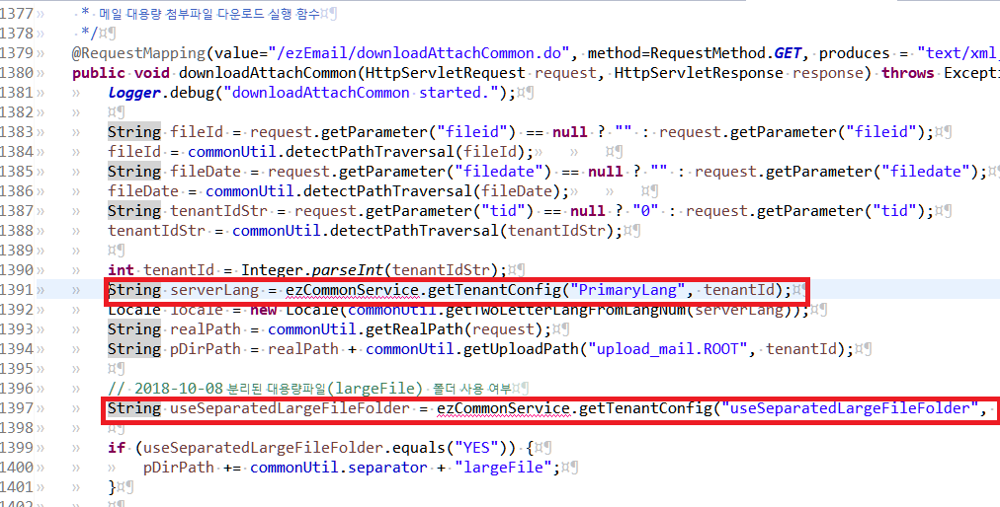 1377 * 메일 대용량 첨부파일 다운로드 실행 함수
1378 */
1379 @RequestMapping(value="/ezEmail/downloadAttachCommon.do", method=RequestMethod.GET, produces = "text/xml
1380 public void downloadAttachCommon(HttpServletRequest request, HttpServletResponse response) throws Excepti
1381 logger.debug("downloadAttachCommon started.");
1382
1383 String fileId = request.getParameter("fileid") == null ? "" : request.getParameter("fileid");
1384 fileId = commonUtil.detectPathTraversal(fileId);
1385 String fileDate = request.getParameter("filedate") == null ? "" : request.getParameter("filedate");
1386 fileDate = commonUtil.detectPathTraversal(fileDate);
1387 String tenantIdStr = request.getParameter("tid") == null ? "0" : request.getParameter("tid");
1388 tenantIdStr = commonUtil.detectPathTraversal(tenantIdStr);
1389
1390 int tenantId = Integer.parseInt(tenantIdStr);
1391 String serverLang = ezCommonService.getTenantConfig("PrimaryLang", tenantId);
1392 Locale locale = new Locale(commonUtil.getTwoLetterLangFromLangNum(serverLang));
1393 String realPath = commonUtil.getRealPath(request);
1394 String pDirPath = realPath + commonUtil.getUploadPath("upload_mail.ROOT", tenantId);
1395
1396 // 2018-10-08 분리된 대용량파일(largeFile) 폴더 사용 여부
1397 String useSeparatedLargeFileFolder = ezCommonService.getTenantConfig("useSeparatedLargeFileFolder",
1398
1399 if (useSeparatedLargeFileFolder.equals("YES")) {
1400 pDirPath += commonUtil.separator + "largeFile";
1401 }
1402